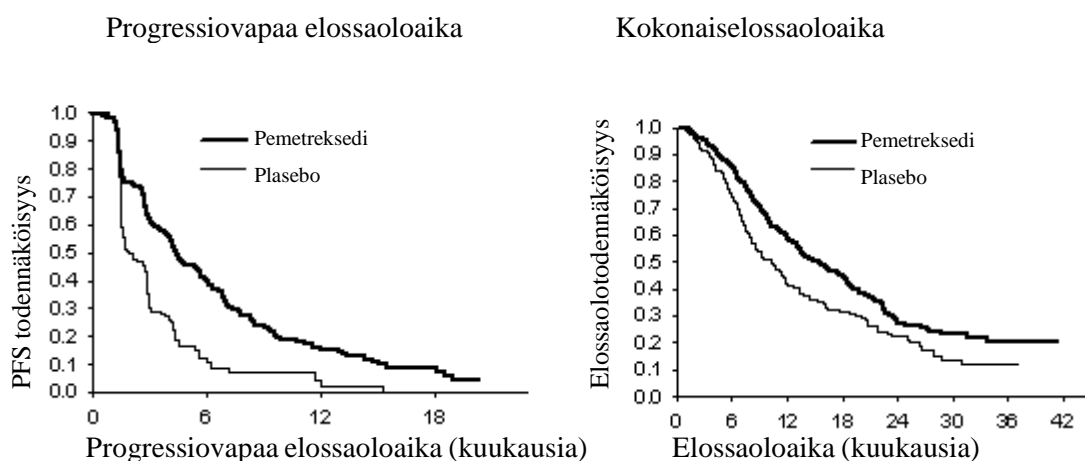 Progressiovapaa elossaoloaika
Kokonaiselossaoloaika
PFS todennäköisyys
1.0
0.9
0.8
0.7
0.6
0.5
0.4
0.3
0.2
0.1
0.0
Pemetreksedi
Plasebo
0 6 12 18
Progressiovapaa elossaoloaika (kuukausia)
Elossaolotodennäköisyys
1.0
0.9
0.8
0.7
0.6
0.5
0.4
0.3
0.2
0.1
0.0
Pemetreksedi
Plasebo
0 6 12 18 24 30 36 42
Elossaoloaika (kuukausia)